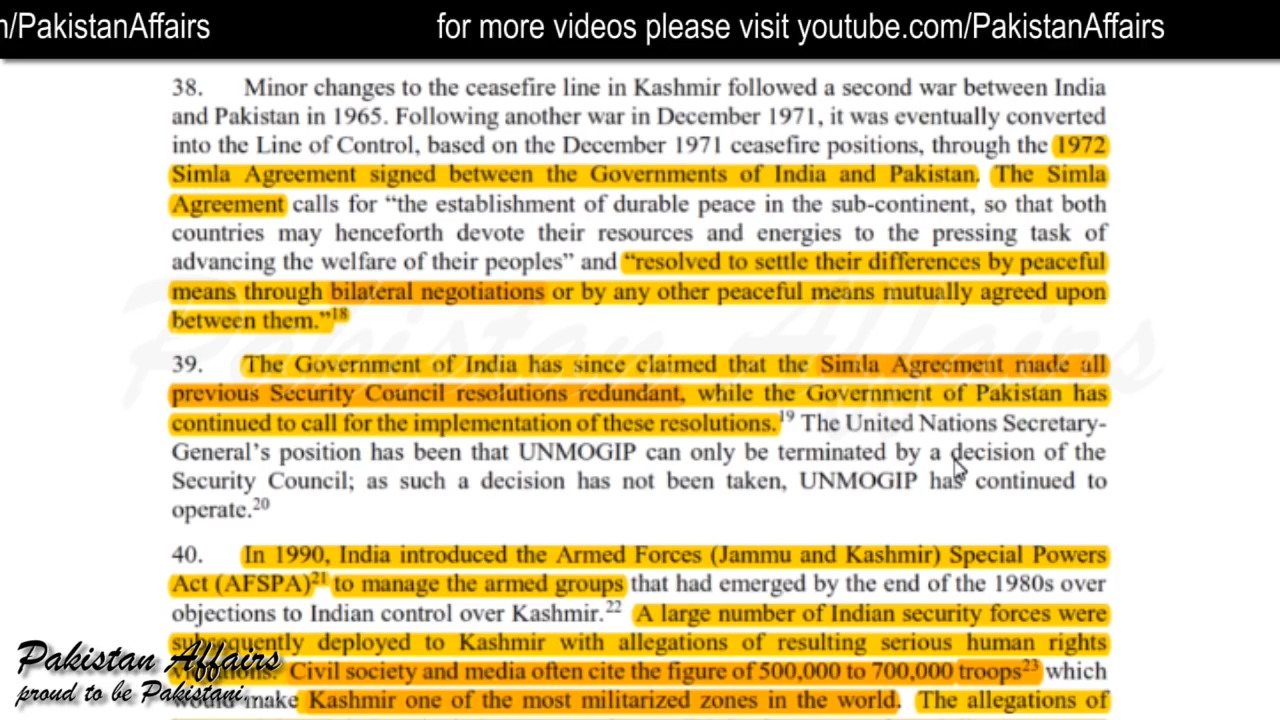 n/PakistanAffairs for more videos please visit youtube.com/PakistanAffairs
38. Minor changes to the ceasefire line in Kashmir followed a second war between India
and Pakistan in 1965. Following another war in December 1971, it was eventually converted
into the Line of Control, based on the December 1971 ceasefire positions, through the 1972
Simla Agreement signed between the Governments of India and Pakistan. The Simla
Agreement calls for “the establishment of durable peace in the sub-continent, so that both
countries may henceforth devote their resources and energies to the pressing task of
advancing the welfare of their peoples” and “resolved to settle their differences by peaceful
means through bilateral negotiations or by any other peaceful means mutually agreed upon
between them.”18
39. The Government of India has since claimed that the Simla Agreement made all
previous Security Council resolutions redundant, while the Government of Pakistan has
continued to call for the implementation of these resolutions.19 The United Nations Secretary-
General’s position has been that UNMOGIP can only be terminated by a decision of the
Security Council; as such a decision has not been taken, UNMOGIP has continued to
operate.20
40. In 1990, India introduced the Armed Forces (Jammu and Kashmir) Special Powers
Act (AFSPA)21 to manage the armed groups that had emerged by the end of the 1980s over
objections to Indian control over Kashmir.22 A large number of Indian security forces were
subsequently deployed to Kashmir with allegations of resulting serious human rights
violations. Civil society and media often cite the figure of 500,000 to 700,000 troops23 which
would make Kashmir one of the most militarized zones in the world. The allegations of
Pakistan Affairs
proud to be Pakistani...
Pakistan Affairs